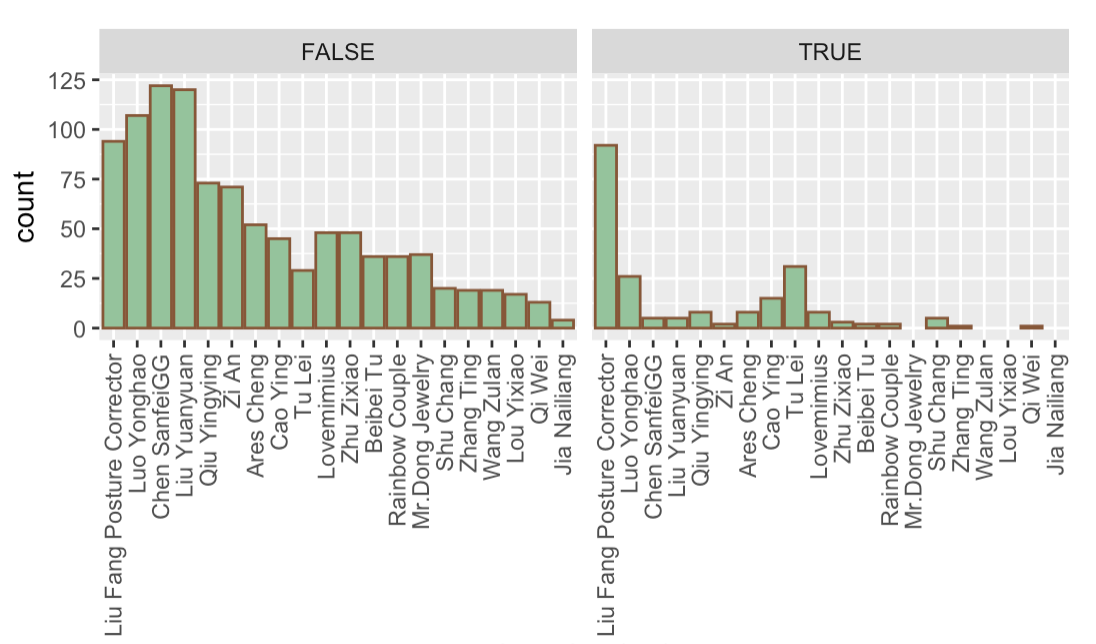 FALSE
TRUE
count
125
100
75
50
25
0
Liu Fang Posture Corrector
Luo Yonghao
Chen SanfeiGG
Liu Yuanyuan
Qiu Yingying
Zi An
Ares Cheng
Cao Ying
Tu Lei
Lovemimius
Zhu Zixiao
Beibei Tu
Rainbow Couple
Mr.Dong Jewelry
Shu Chang
Zhang Ting
Wang Zulan
Lou Yixiao
Qi Wei
Jia Nailiang
Liu Fang Posture Corrector
Luo Yonghao
Chen SanfeiGG
Liu Yuanyuan
Qiu Yingying
Zi An
Ares Cheng
Cao Ying
Tu Lei
Lovemimius
Zhu Zixiao
Beibei Tu
Rainbow Couple
Mr.Dong Jewelry
Shu Chang
Zhang Ting
Wang Zulan
Lou Yixiao
Qi Wei
Jia Nailiang